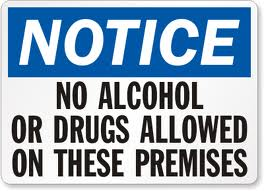 NOTICE
NO ALCOHOL
OR DRUGS ALLOWED
ON THESE PREMISES